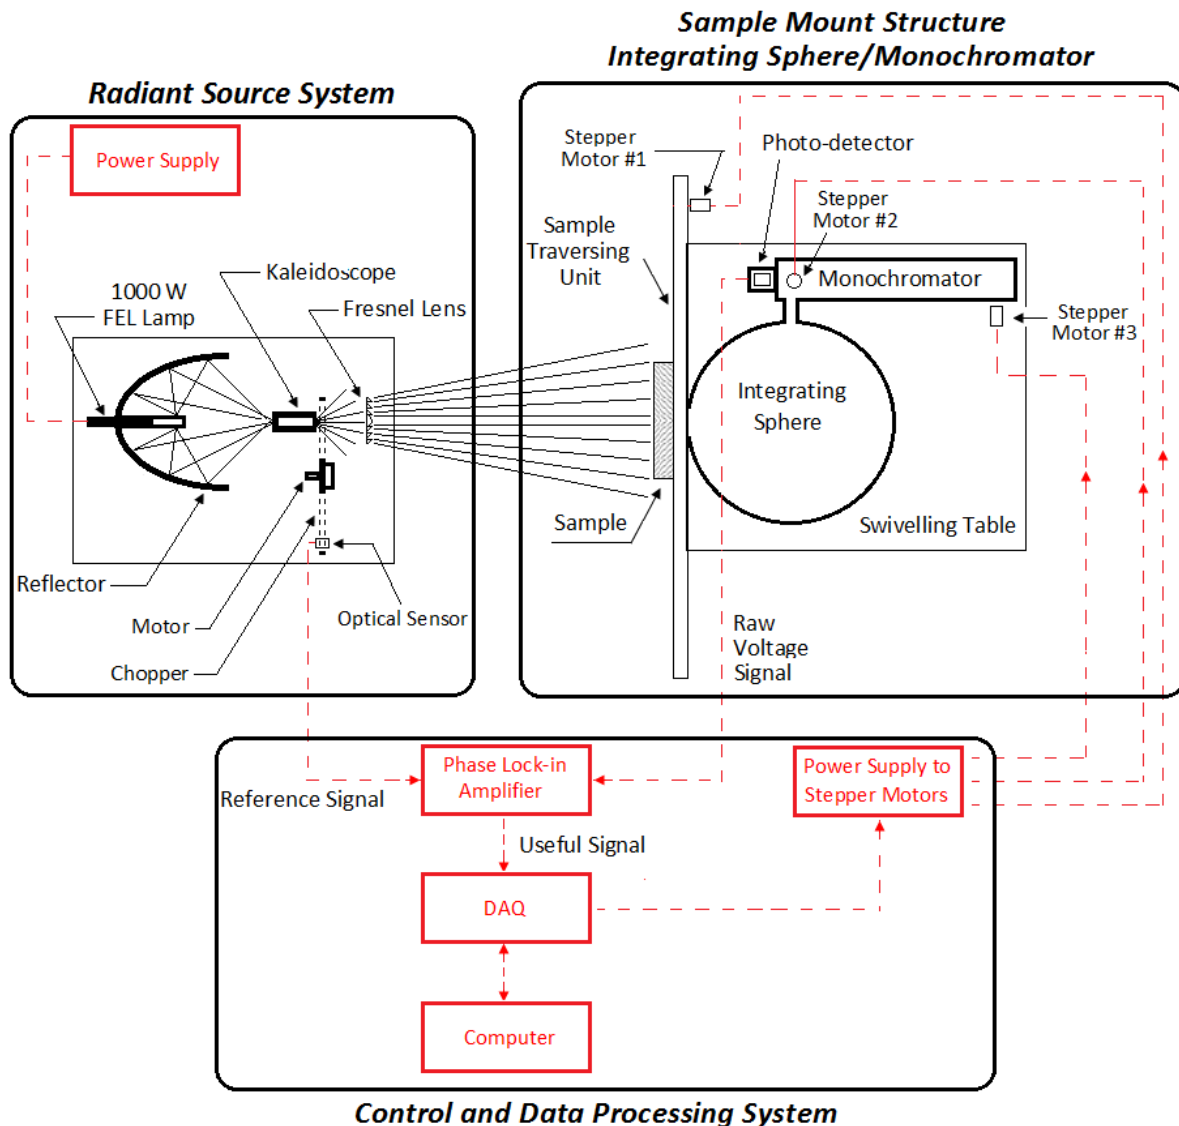 Sample Mount Structure
Integrating Sphere/Monochromator
Radiant Source System
Power Supply
Stepper
Motor #1
Photo-detector
Stepper
Motor #2
Sample
Traversing
Unit
Kaleidoscope
1000 W
FEL Lamp
Fresnel Lens
Monochromator
Stepper
Motor #3
Integrating
Sphere
Sample
Swivelling Table
Reflector
Motor
Optical Sensor
Chopper
Raw
Voltage
Signal
Phase Lock-in
Amplifier
Power Supply to
Stepper Motors
Reference Signal
Useful Signal
DAQ
Computer
Control and Data Processing System